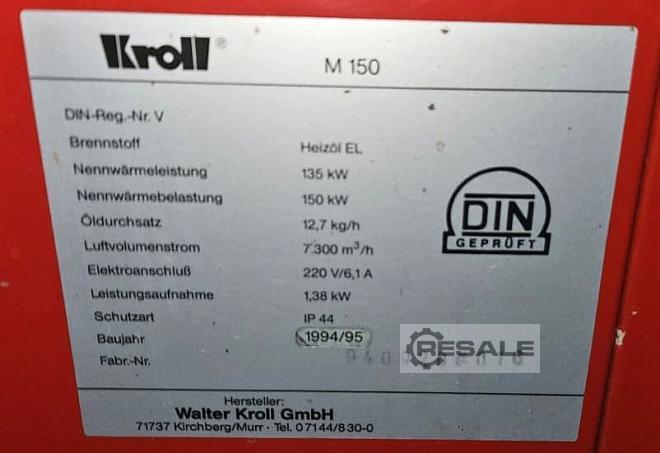 Kroll® M 150
DIN-Reg.-Nr. V
Brennstoff Heizöl EL
Nennwärmeleistung 135 kW
Nennwärmebelastung 150 kW
Öldurchsatz 12,7 kg/h
Luftvolumenstrom 7.300 m³/h
Elektroanschluß 220 V/6,1 A
Leistungsaufnahme 1,38 kW
Schutzart IP 44
Baujahr 1994/95
Fabr.-Nr.
DIN
GEPRÜFT
RESALE
Hersteller:
Walter Kroll GmbH
71737 Kirchberg/Murr · Tel. 07144/830-0